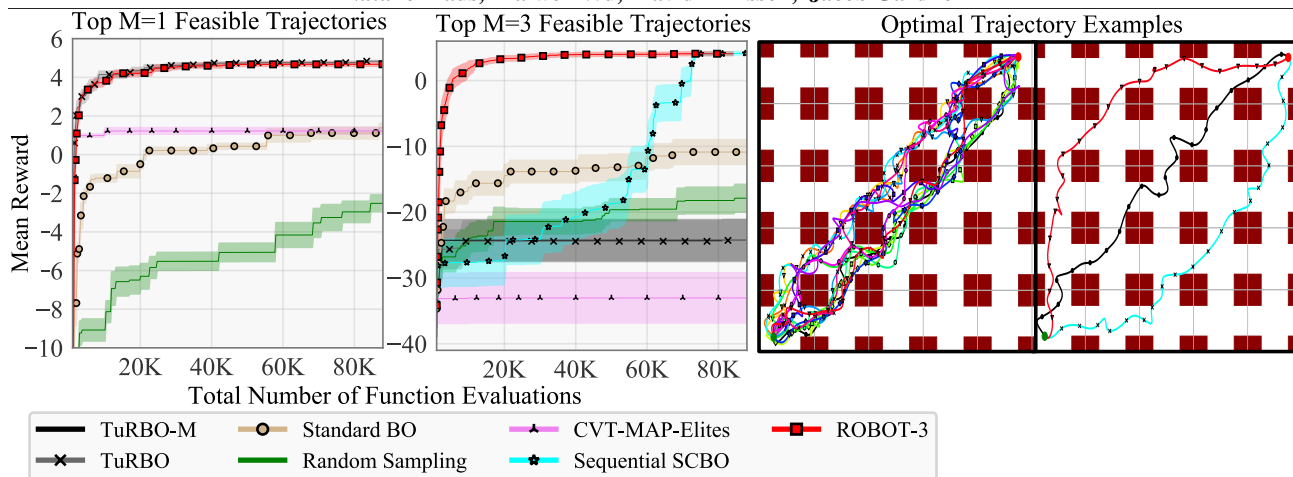 Top M=1 Feasible Trajectories
Top M=3 Feasible Trajectories
Optimal Trajectory Examples
Mean Reward
6
4
2
0
−2
−4
−6
−8
−10
20K
40K
60K
80K
0
−10
−20
−30
−40
20K
40K
60K
80K
Total Number of Function Evaluations
TuRBO-M
Standard BO
CVT-MAP-Elites
ROBOT-3
TuRBO
Random Sampling
Sequential SCBO